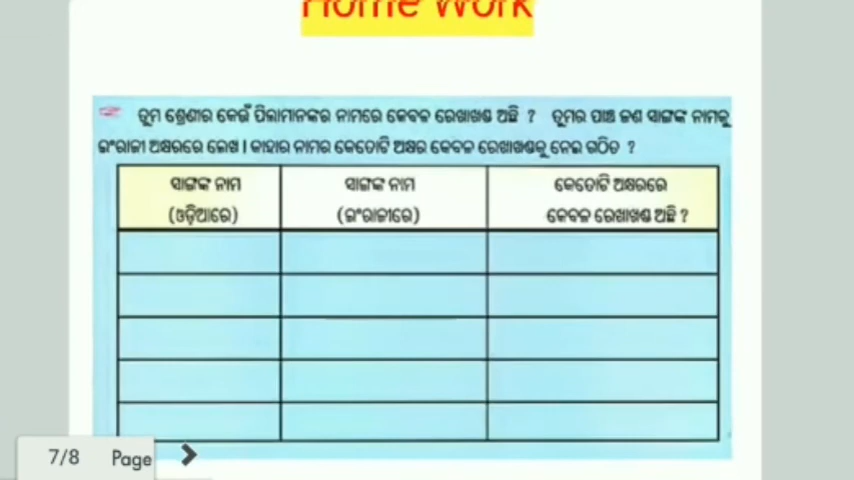 Home Work
ତୁମ ଶ୍ରେଣୀର କେଉଁ ପିଲାମାନଙ୍କର ନାମରେ କେବଳ ରେଖାଖଣ୍ଡ ଅଛି ? ତୁମର ପାଞ୍ଚ ଜଣ ସାଙ୍ଗଙ୍କ ନାମକୁ
ଇଂରାଜୀ ଅକ୍ଷରରେ ଲେଖ । କାହାର ନାମର କେତୋଟି ଅକ୍ଷର କେବଳ ରେଖାଖଣ୍ଡକୁ ନେଇ ଗଠିତ ?
ସାଙ୍ଗଙ୍କ ନାମ
(ଓଡ଼ିଆରେ)
ସାଙ୍ଗଙ୍କ ନାମ
(ଇଂରାଜୀରେ)
କେତୋଟି ଅକ୍ଷରରେ
କେବଳ ରେଖାଖଣ୍ଡ ଅଛି ?
7/8 Page